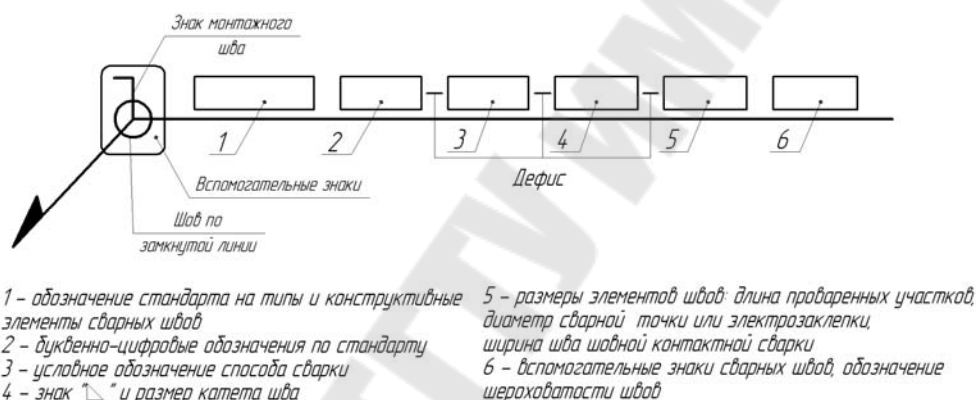 Знак монтажного
шва
1
2
3
4
5
6
Вспомогательные знаки
Дефис
Шов по
замкнутой линии
1 – обозначение стандарта на типы и конструктивные
элементы сварных швов
2 – буквенно-цифровые обозначения по стандарту
3 – условное обозначение способа сварки
4 – знак "◺" и размер катета шва
5 – размеры элементов швов: длина проваренных участков,
диаметр сварной точки или электрозаклепки,
ширина шва шовной контактной сварки
6 – вспомогательные знаки сварных швов, обозначение
шероховатости швов